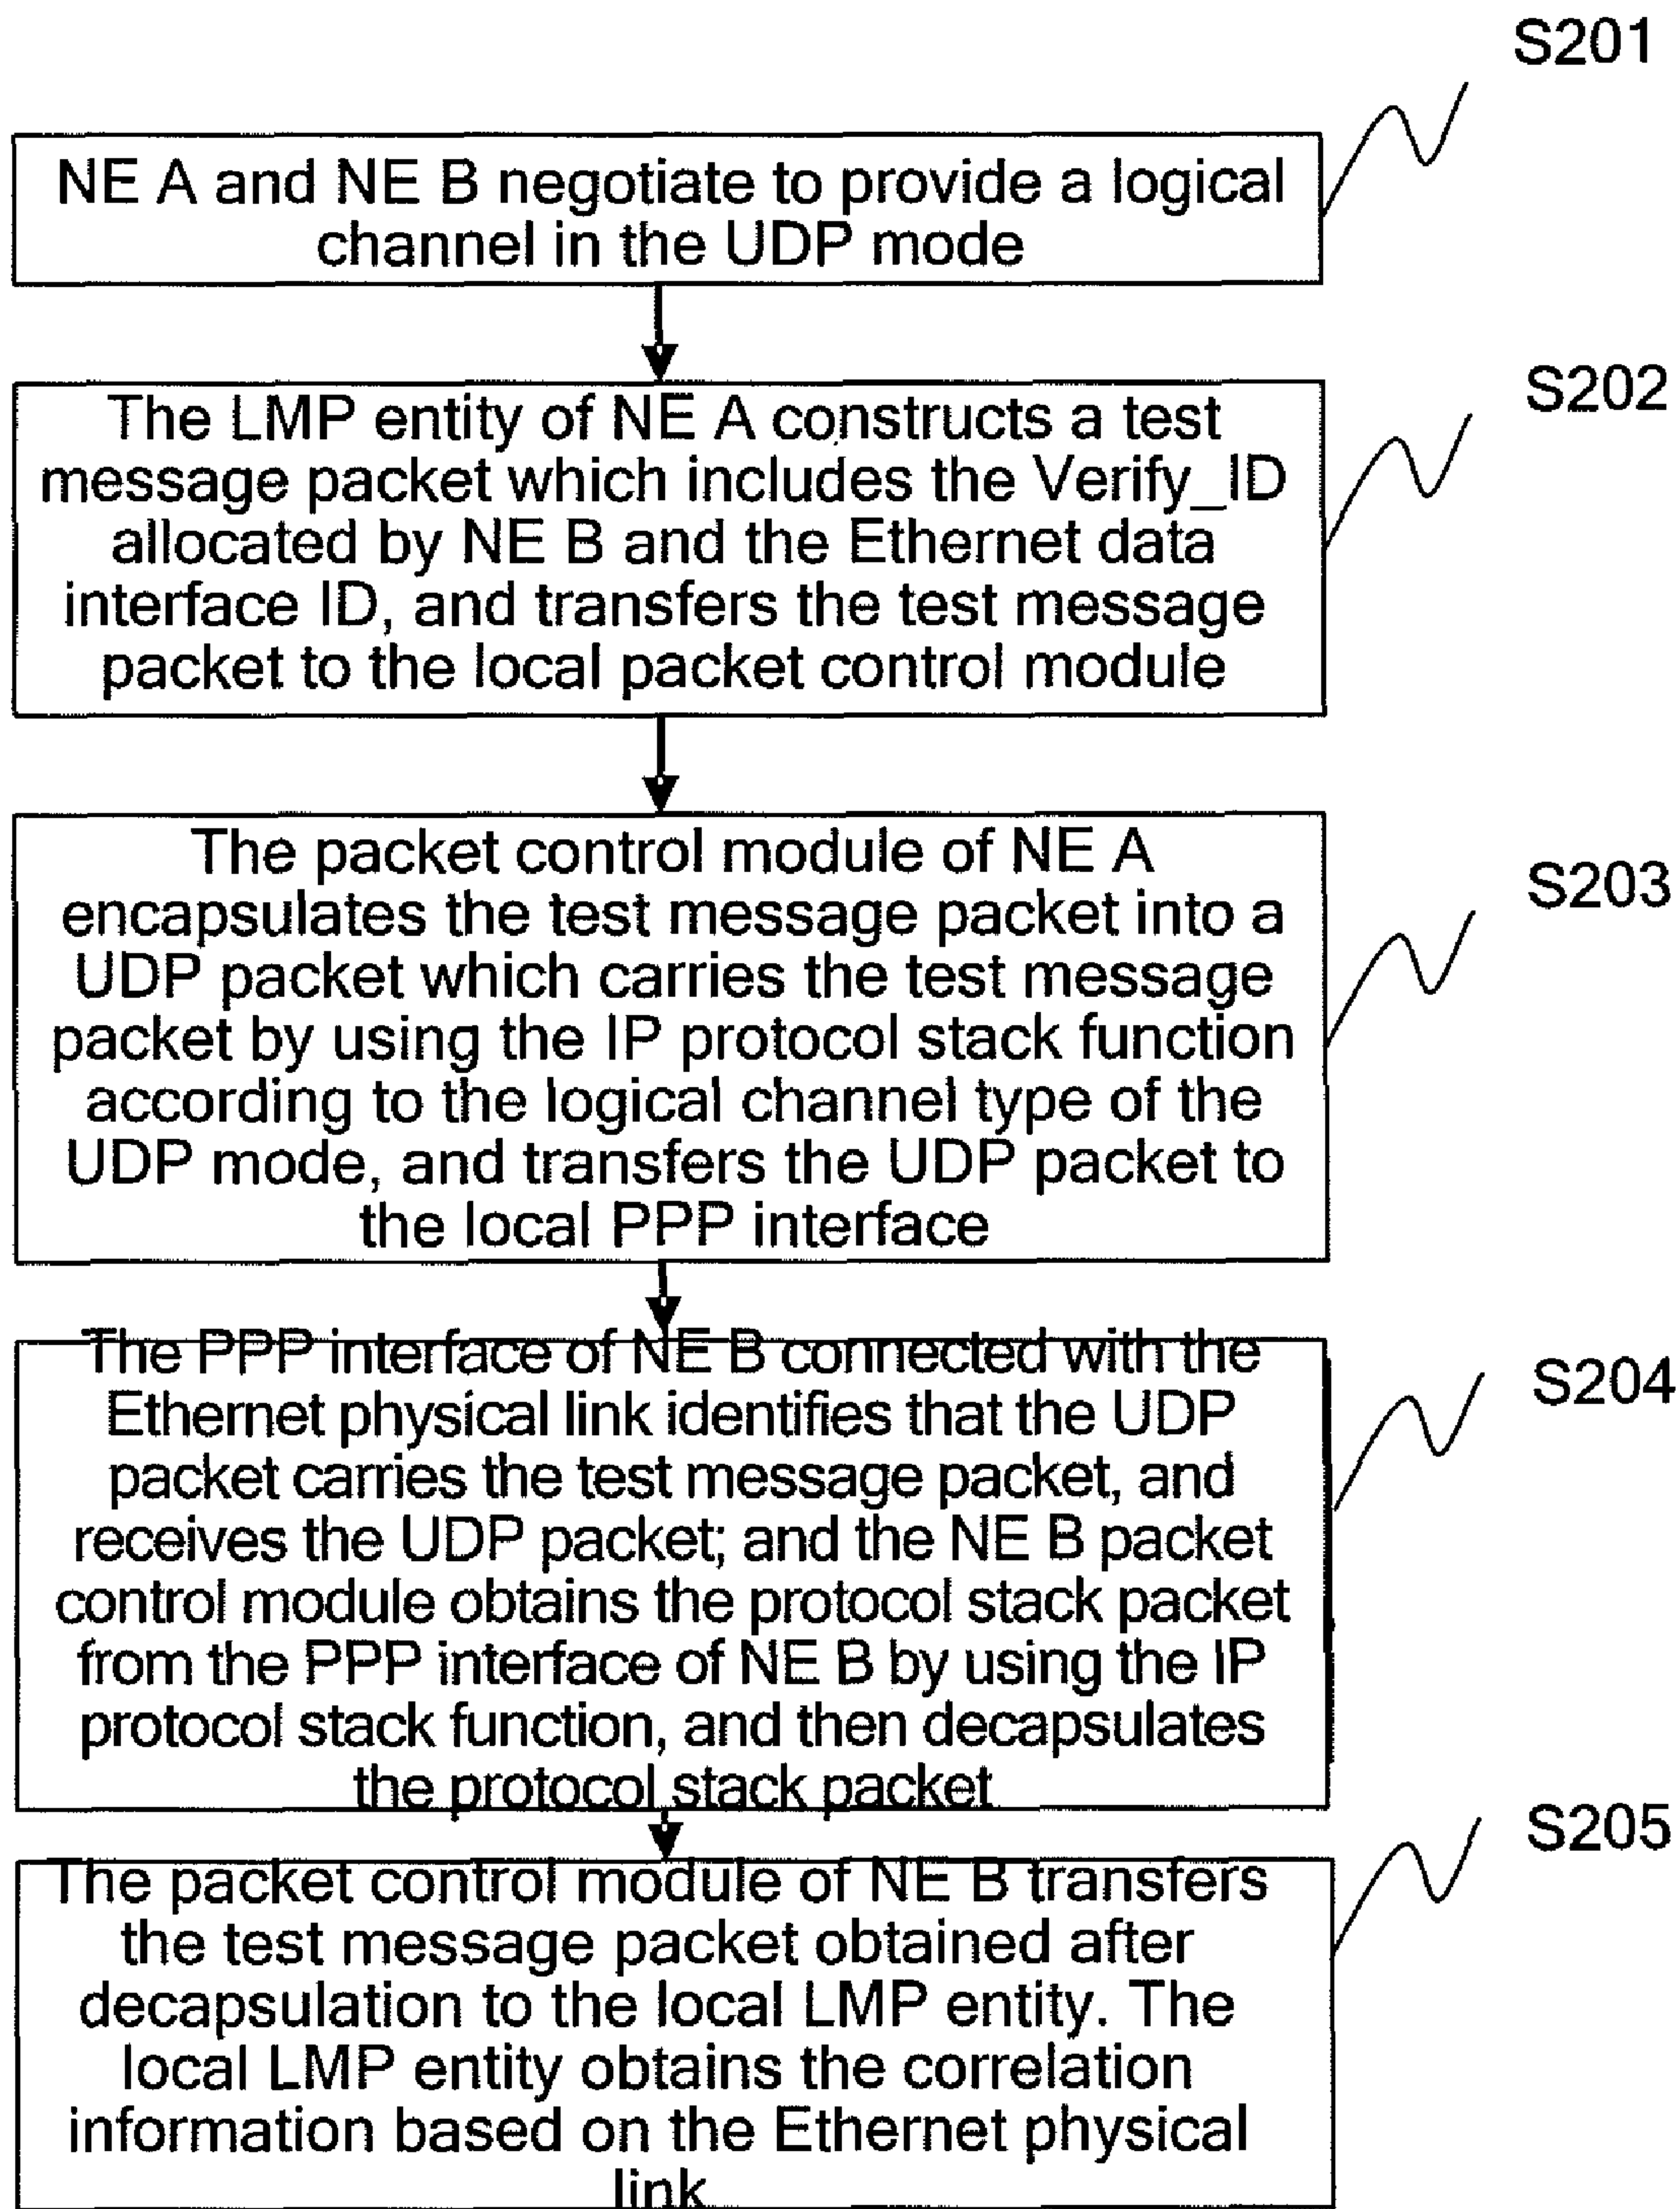 S201
NE A and NE B negotiate to provide a logical
channel in the UDP mode
S202
The LMP entity of NE A constructs a test
message packet which includes the Verify_ID
allocated by NE B and the Ethernet data
interface ID, and transfers the test message
packet to the local packet control module
S203
The packet control module of NE A
encapsulates the test message packet into a
UDP packet which carries the test message
packet by using the IP protocol stack function
according to the logical channel type of the
UDP mode, and transfers the UDP packet to
the local PPP interface
S204
The PPP interface of NE B connected with the
Ethernet physical link identifies that the UDP
packet carries the test message packet, and
receives the UDP packet; and the NE B packet
control module obtains the protocol stack packet
from the PPP interface of NE B by using the IP
protocol stack function, and then decapsulates
the protocol stack packet
S205
The packet control module of NE B transfers
the test message packet obtained after
decapsulation to the local LMP entity. The
local LMP entity obtains the correlation
information based on the Ethernet physical
link